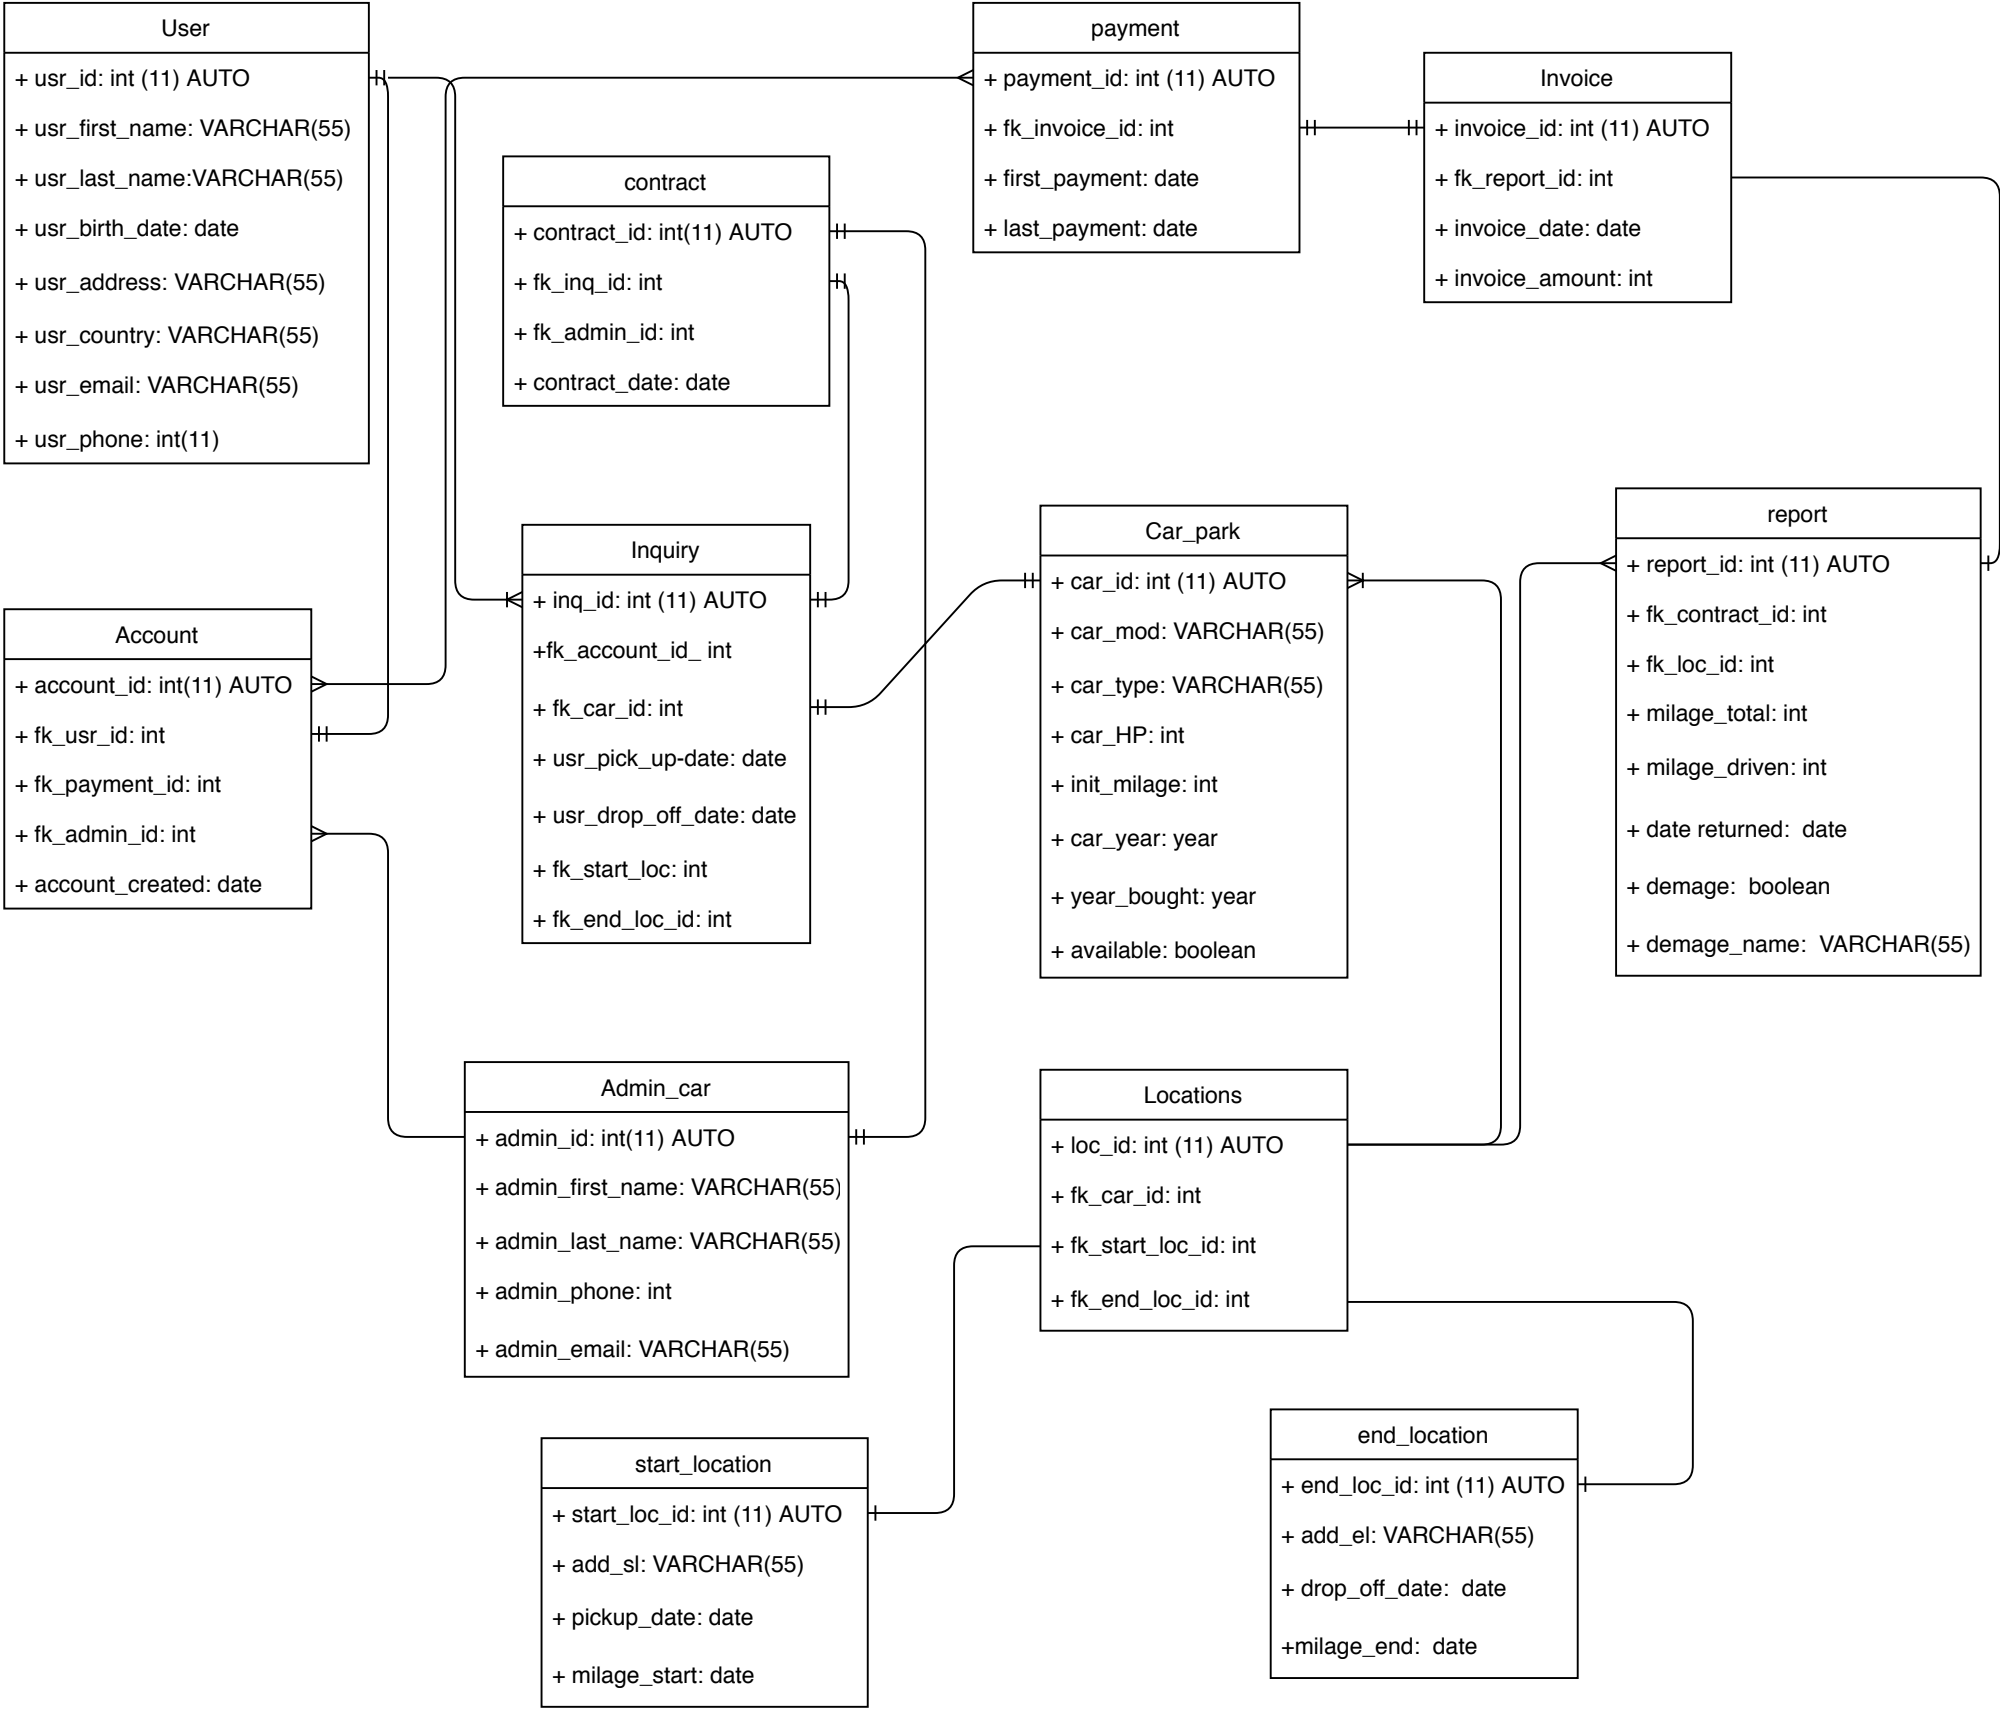 User
+ usr_id: int (11) AUTO
+ usr_first_name: VARCHAR(55)
+ usr_last_name:VARCHAR(55)
+ usr_birth_date: date
+ usr_address: VARCHAR(55)
+ usr_country: VARCHAR(55)
+ usr_email: VARCHAR(55)
+ usr_phone: int(11)
payment
+ payment_id: int (11) AUTO
+ fk_invoice_id: int
+ first_payment: date
+ last_payment: date
Invoice
+ invoice_id: int (11) AUTO
+ fk_report_id: int
+ invoice_date: date
+ invoice_amount: int
contract
+ contract_id: int(11) AUTO
+ fk_inq_id: int
+ fk_admin_id: int
+ contract_date: date
Account
+ account_id: int(11) AUTO
+ fk_usr_id: int
+ fk_payment_id: int
+ fk_admin_id: int
+ account_created: date
Inquiry
+ inq_id: int (11) AUTO
+fk_account_id_ int
+ fk_car_id: int
+ usr_pick_up-date: date
+ usr_drop_off_date: date
+ fk_start_loc: int
+ fk_end_loc_id: int
Car_park
+ car_id: int (11) AUTO
+ car_mod: VARCHAR(55)
+ car_type: VARCHAR(55)
+ car_HP: int
+ init_milage: int
+ car_year: year
+ year_bought: year
+ available: boolean
report
+ report_id: int (11) AUTO
+ fk_contract_id: int
+ fk_loc_id: int
+ milage_total: int
+ milage_driven: int
+ date returned:  date
+ demage:  boolean
+ demage_name:  VARCHAR(55)
Admin_car
+ admin_id: int(11) AUTO
+ admin_first_name: VARCHAR(55)
+ admin_last_name: VARCHAR(55)
+ admin_phone: int
+ admin_email: VARCHAR(55)
Locations
+ loc_id: int (11) AUTO
+ fk_car_id: int
+ fk_start_loc_id: int
+ fk_end_loc_id: int
start_location
+ start_loc_id: int (11) AUTO
+ add_sl: VARCHAR(55)
+ pickup_date: date
+ milage_start: date
end_location
+ end_loc_id: int (11) AUTO
+ add_el: VARCHAR(55)
+ drop_off_date:  date
+milage_end:  date